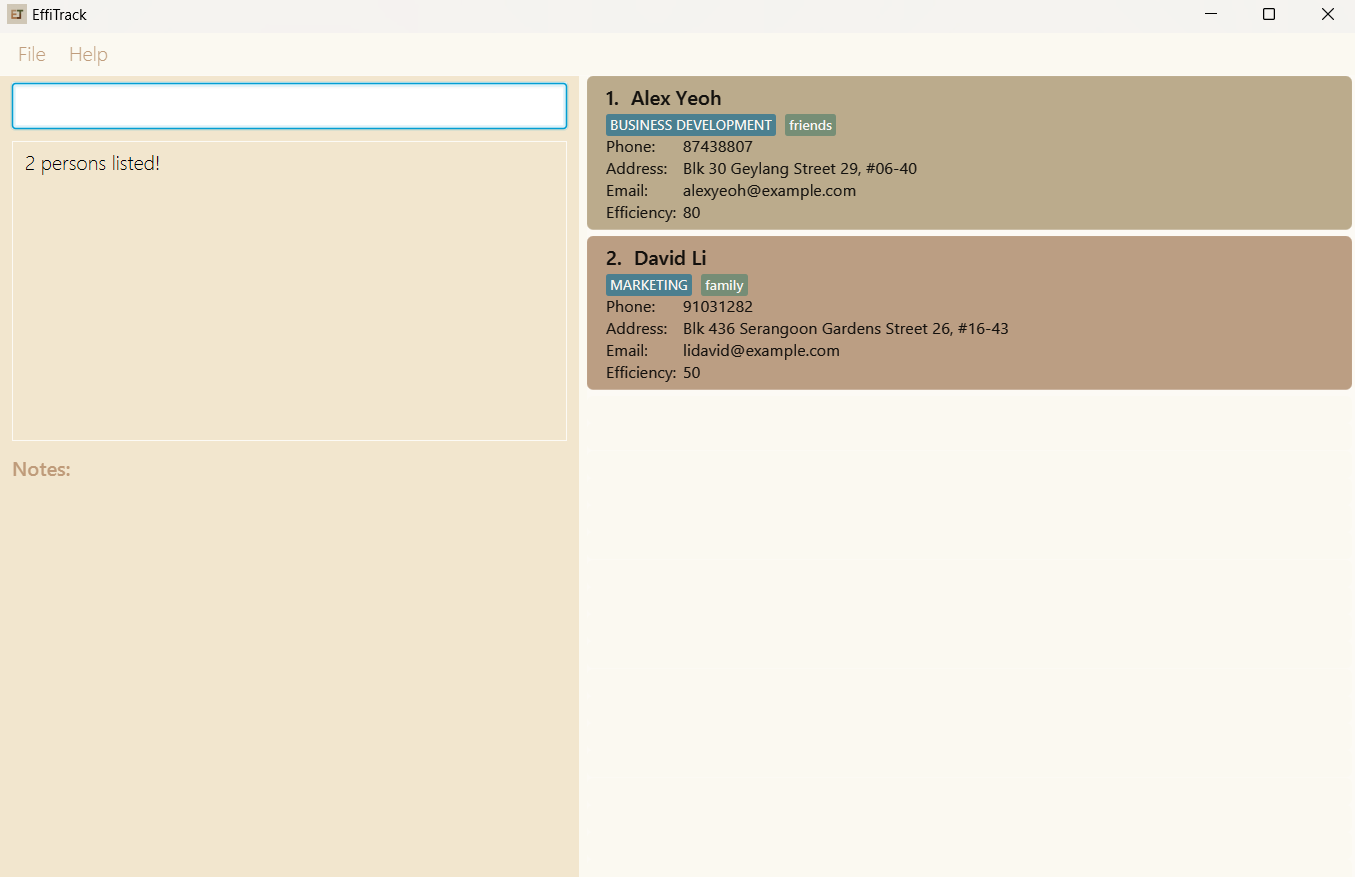 EffiTrack
File Help
2 persons listed!
Notes:
1. Alex Yeoh
BUSINESS DEVELOPMENT friends
Phone: 87438807
Address: Blk 30 Geylang Street 29, #06-40
Email: alexyeoh@example.com
Efficiency: 80
2. David Li
MARKETING family
Phone: 91031282
Address: Blk 436 Serangoon Gardens Street 26, #16-43
Email: lidavid@example.com
Efficiency: 50